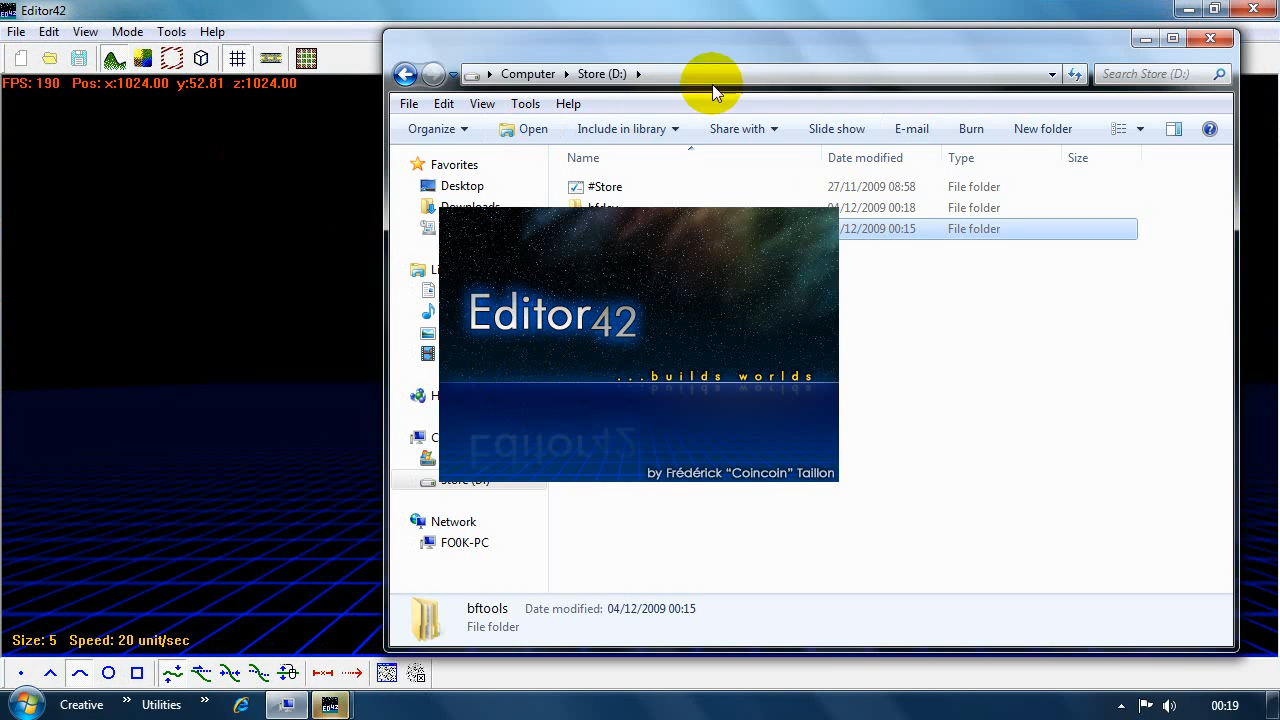 Editor42
File Edit View Mode Tools Help
FPS: 190 Pos: x:1024.00 y:52.81 z:1024.00
Computer Store (D:)
Search Store (D:)
File Edit View Tools Help
Organize Open Include in library Share with Slide show E-mail Burn New folder
Favorites
Desktop
Downloads
Network
FO0K-PC
Name Date modified Type Size
#Store 27/11/2009 08:58 File folder
04/12/2009 00:18 File folder
/12/2009 00:15 File folder
Editor42
...builds worlds
by Frédérick "Coincoin" Taillon
bftools Date modified: 04/12/2009 00:15
File folder
Size: 5 Speed: 20 unit/sec
Creative » Utilities »
00:19